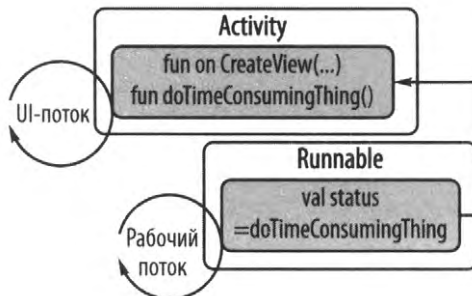 Activity
fun on CreateView(...)
fun doTimeConsumingThing()
UI-поток
Runnable
val status
=doTimeConsumingThing
Рабочий
поток